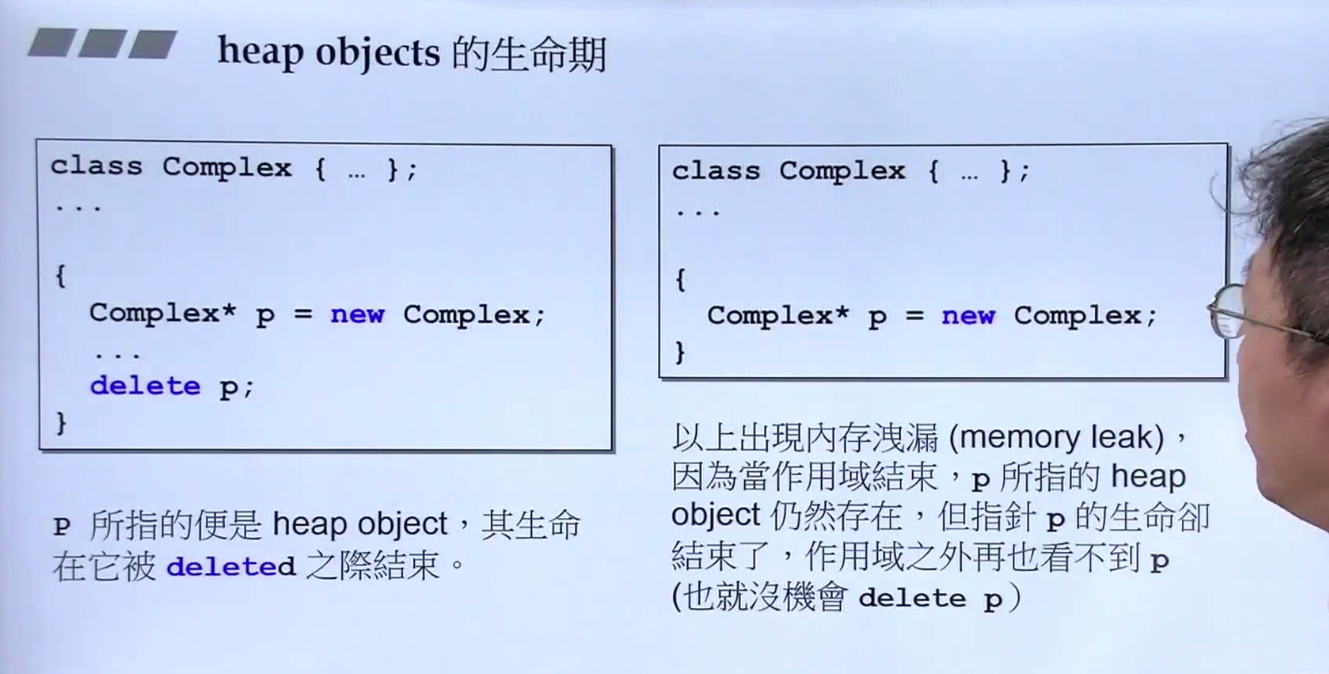 heap objects 的生命期
class Complex { … };
...
{
Complex* p = new Complex;
...
delete p;
}
P 所指的便是 heap object，其生命
在它被 deleted 之際結束。
class Complex { … };
...
{
Complex* p = new Complex;
}
以上出現內存洩漏 (memory leak)，
因為當作用域結束，p 所指的 heap
object 仍然存在，但指針 p 的生命卻
結束了，作用域之外再也看不到 p
(也就沒機會 delete p）